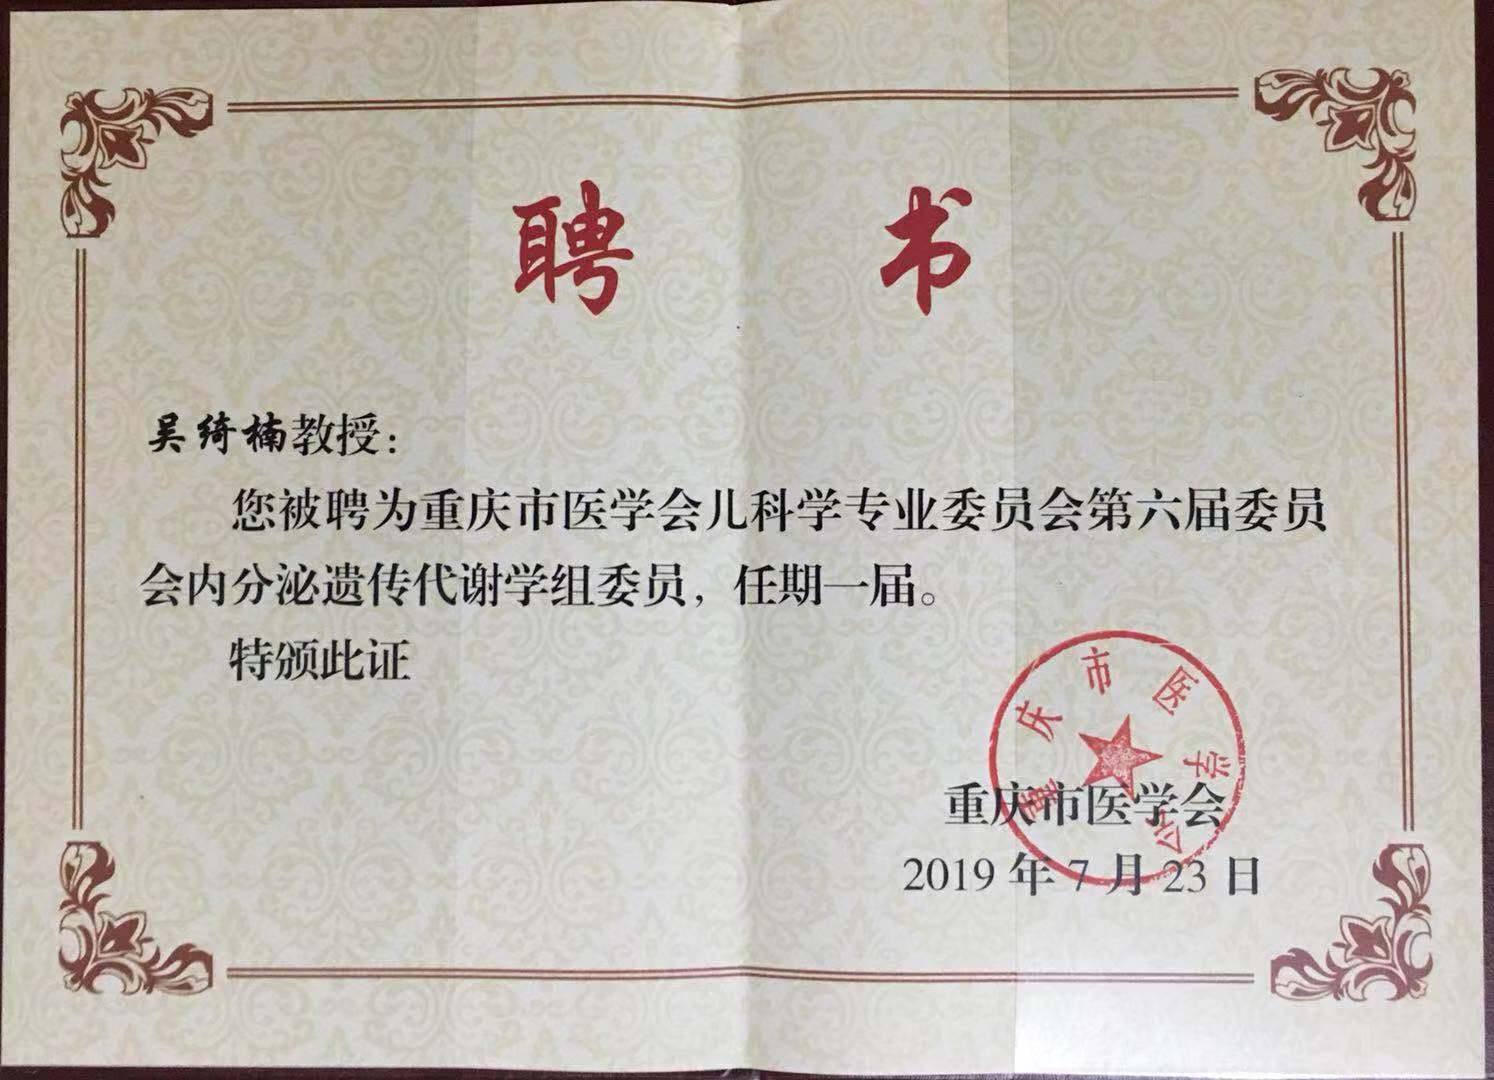 聘书
吴绮楠教授：
您被聘为重庆市医学会儿科学专业委员会第六届委员
会内分泌遗传代谢学组委员，任期一届。
特颁此证
重庆市医学会
重庆市医学会
2019年7月23日